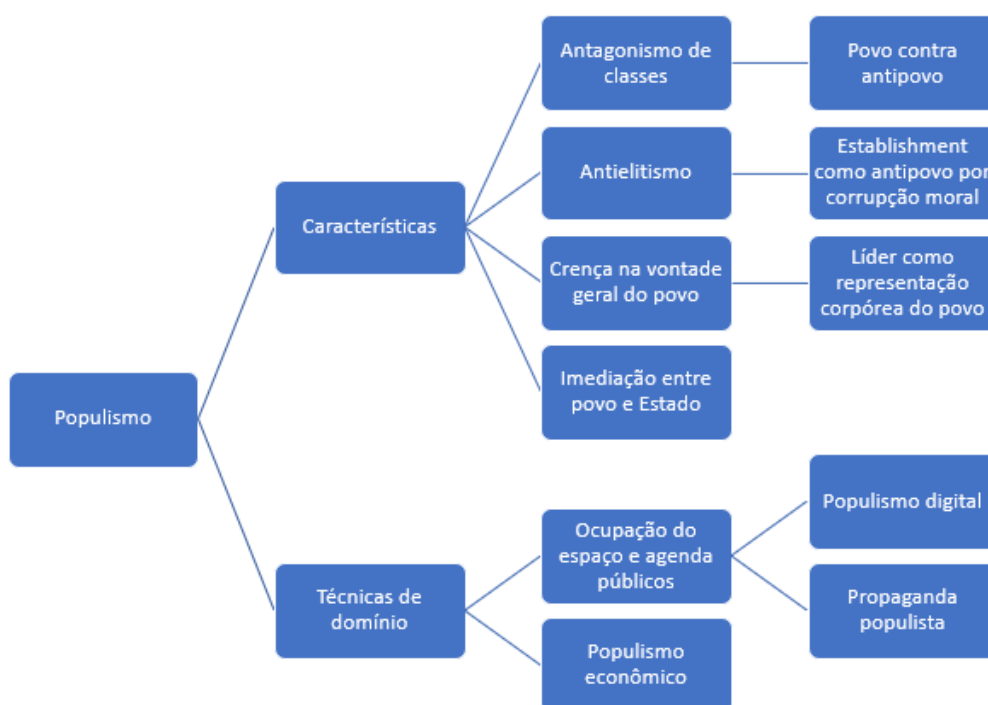 Populismo
Características
Antagonismo de
classes
Povo contra
antipovo
Antielitismo
Establishment
como antipovo por
corrupção moral
Crença na vontade
geral do povo
Líder como
representação
corpórea do povo
Imediação entre
povo e Estado
Técnicas de
domínio
Ocupação do
espaço e agenda
públicos
Populismo digital
Propaganda
populista
Populismo
econômico